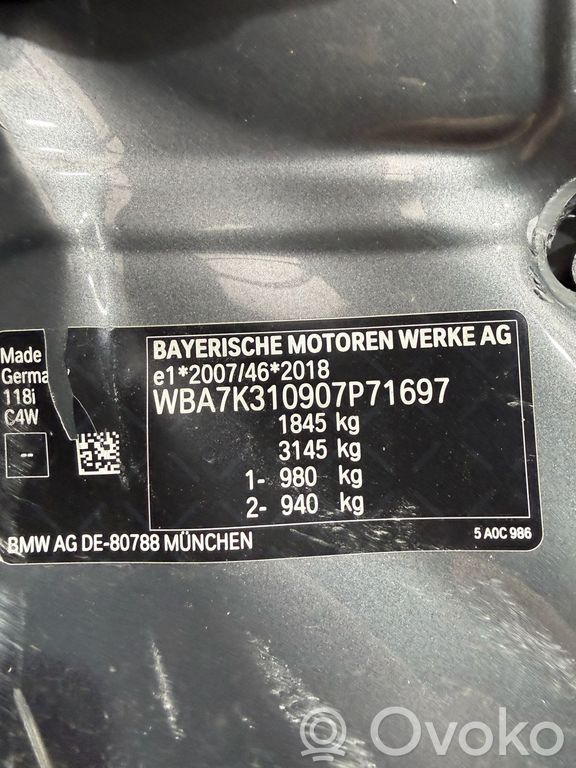 Made
Germa
118i
C4W
--
BAYERISCHE MOTOREN WERKE AG
e1*2007/46*2018
WBA7K310907P71697
1845 kg
3145 kg
1- 980 kg
2- 940 kg
BMW AG DE-80788 MÜNCHEN
5 A0C 986
Ovoko